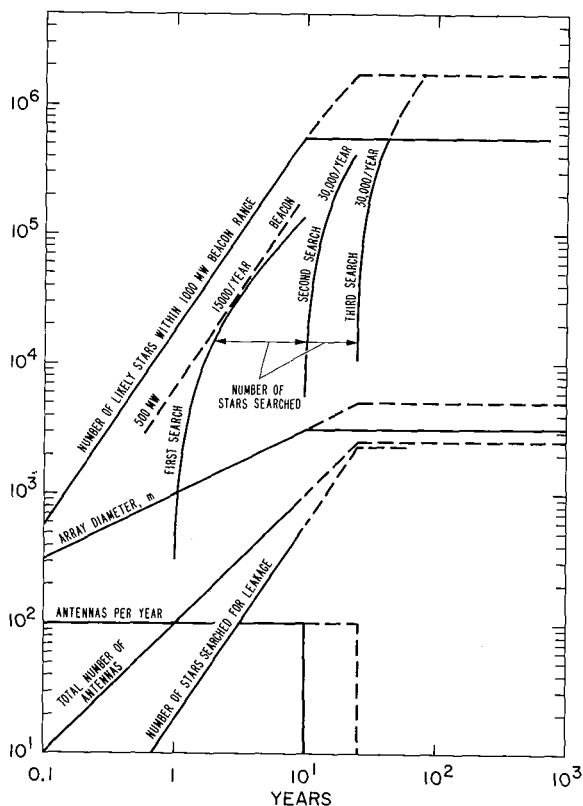 10^6
10^5
10^4
10^3
10^2
10^1
NUMBER OF LIKELY STARS WITHIN 1000 MW BEACON RANGE
500 MW
BEACON
15000/YEAR
FIRST SEARCH
SECOND SEARCH
30,000/YEAR
THIRD SEARCH
30,000/YEAR
NUMBER OF
STARS SEARCHED
ARRAY DIAMETER, m
ANTENNAS PER YEAR
TOTAL NUMBER OF
ANTENNAS
NUMBER OF STARS SEARCHED FOR LEAKAGE
0.1
1
10^1
10^2
10^3
YEARS